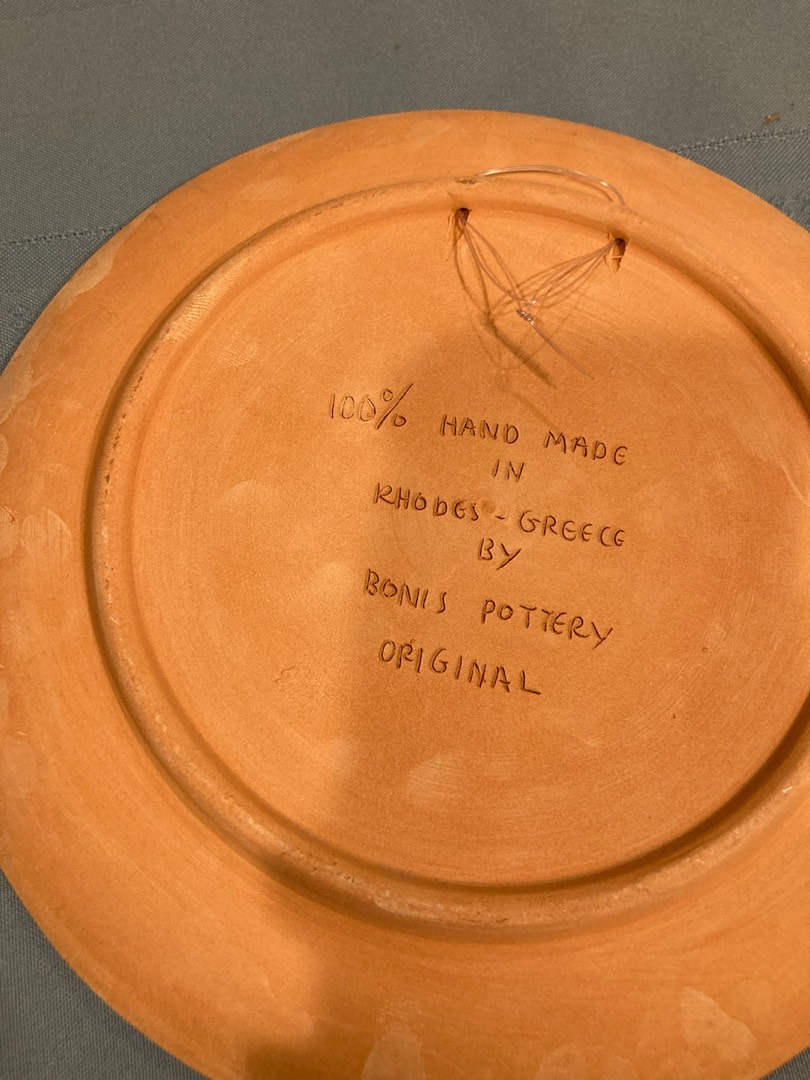 100% HAND MADE
IN
RHODES - GREECE
BY
BONIS POTTERY
ORIGINAL